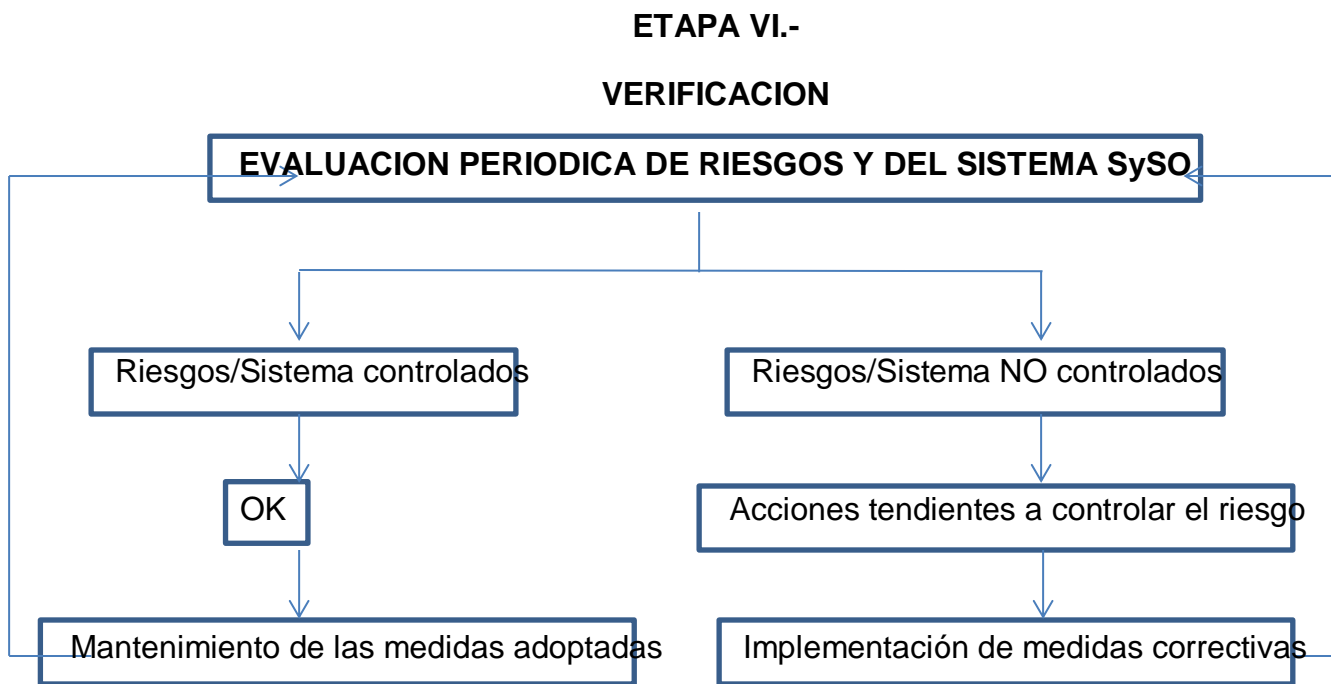 ETAPA VI.-
VERIFICACION
EVALUACION PERIODICA DE RIESGOS Y DEL SISTEMA SySO
Riesgos/Sistema controlados
Riesgos/Sistema NO controlados
OK
Acciones tendientes a controlar el riesgo
Mantenimiento de las medidas adoptadas
Implementación de medidas correctivas